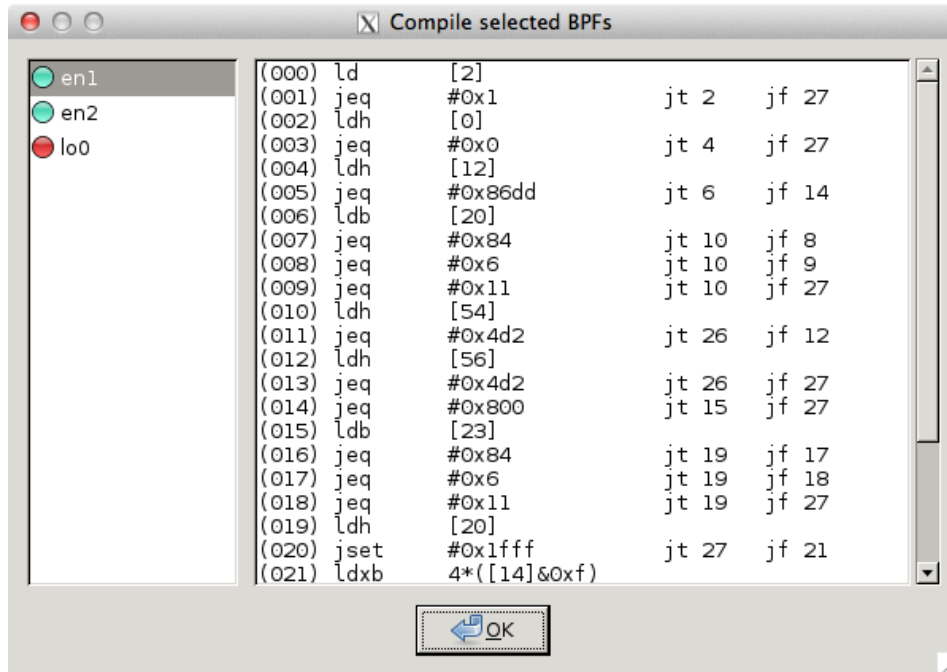 Compile selected BPFs
en1
en2
lo0
(000) ld [2]
(001) jeq #0x1 jt 2 jf 27
(002) ldh [0]
(003) jeq #0x0 jt 4 jf 27
(004) ldh [12]
(005) jeq #0x86dd jt 6 jf 14
(006) ldb [20]
(007) jeq #0x84 jt 10 jf 8
(008) jeq #0x6 jt 10 jf 9
(009) jeq #0x11 jt 10 jf 27
(010) ldh [54]
(011) jeq #0x4d2 jt 26 jf 12
(012) ldh [56]
(013) jeq #0x4d2 jt 26 jf 27
(014) jeq #0x800 jt 15 jf 27
(015) ldb [23]
(016) jeq #0x84 jt 19 jf 17
(017) jeq #0x6 jt 19 jf 18
(018) jeq #0x11 jt 19 jf 27
(019) ldh [20]
(020) jset #0x1fff jt 27 jf 21
(021) ldxb 4*([14]&0xf)
OK